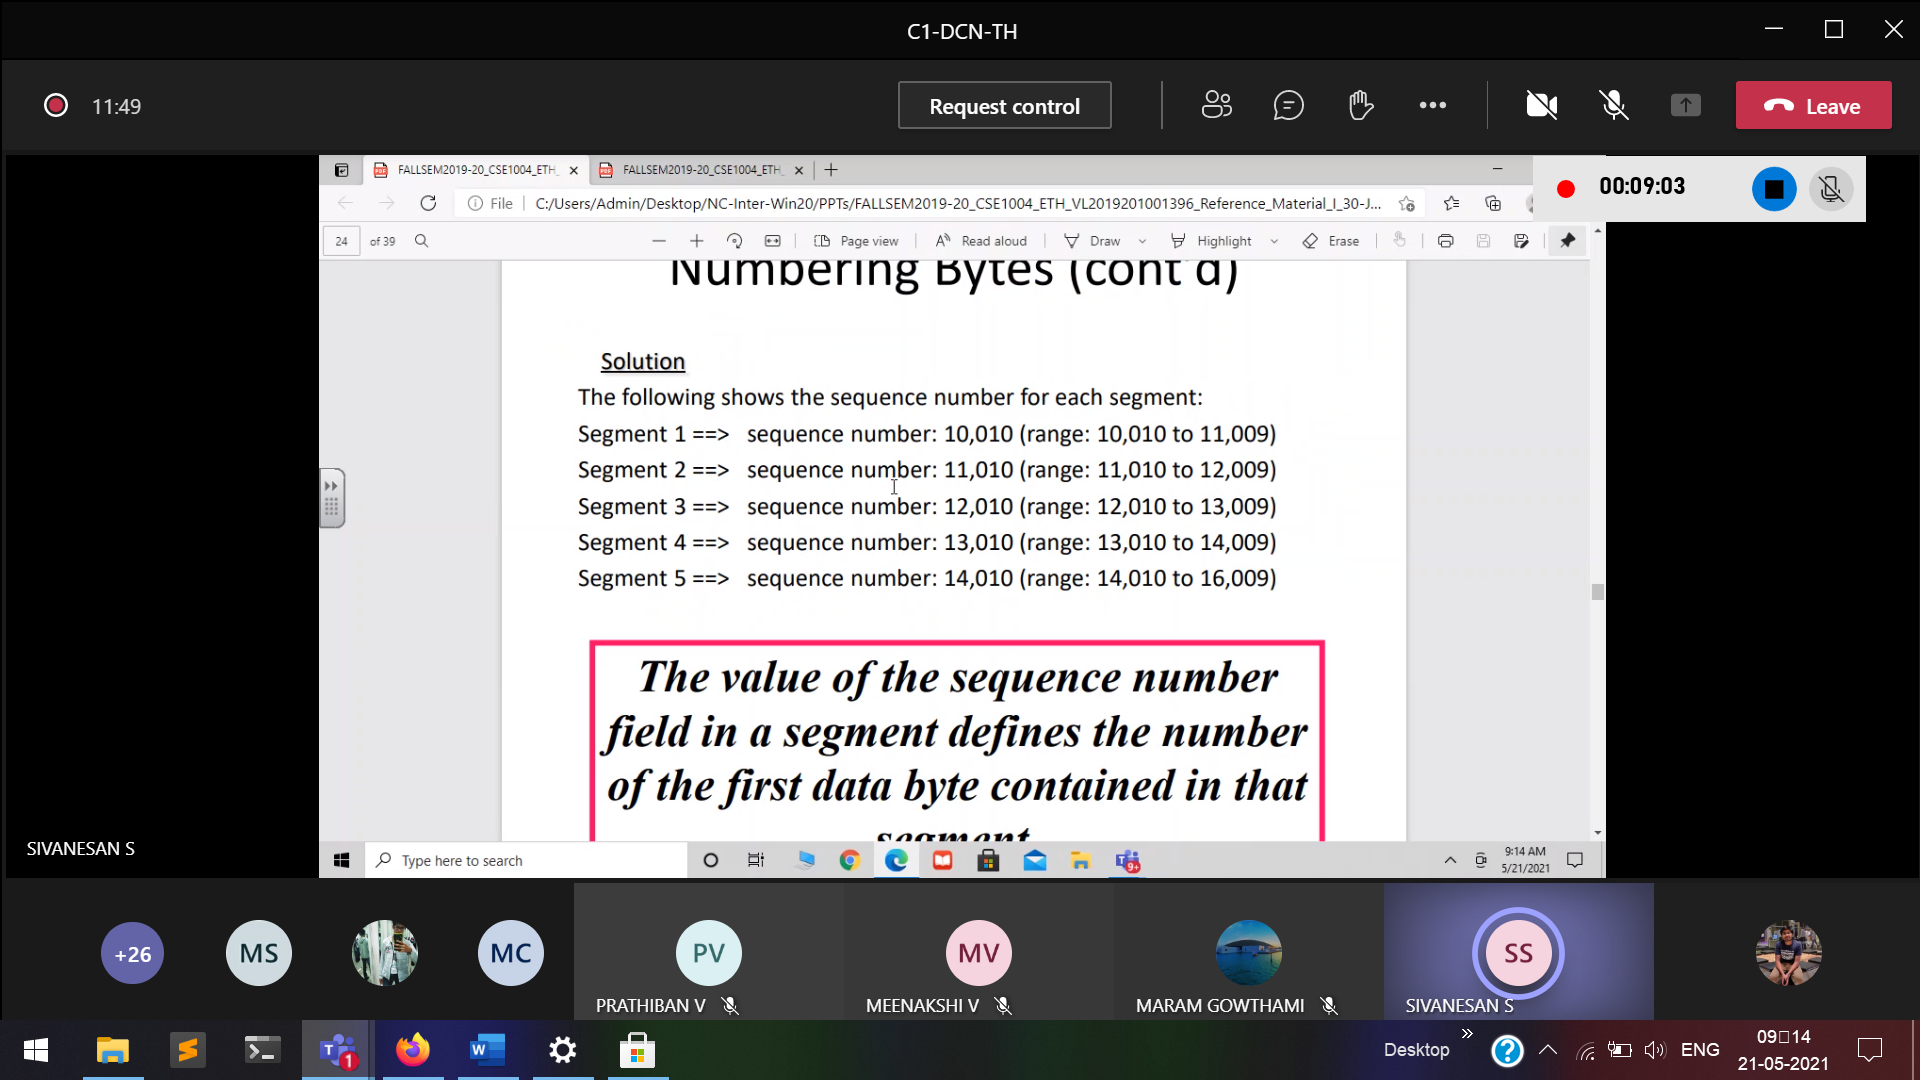 C1-DCN-TH
11:49
Request control
Leave
FALLSEM2019-20_CSE1004_ETH_
FALLSEM2019-20_CSE1004_ETH_
00:09:03
File
C:/Users/Admin/Desktop/NC-Inter-Win20/PPTs/FALLSEM2019-20_CSE1004_ETH_VL2019201001396_Reference_Material_I_30-J...
24 of 39
Page view
Read aloud
Draw
Highlight
Erase
Numbering Bytes (cont'd)
Solution
The following shows the sequence number for each segment:
Segment 1 ==> sequence number: 10,010 (range: 10,010 to 11,009)
Segment 2 ==> sequence number: 11,010 (range: 11,010 to 12,009)
Segment 3 ==> sequence number: 12,010 (range: 12,010 to 13,009)
Segment 4 ==> sequence number: 13,010 (range: 13,010 to 14,009)
Segment 5 ==> sequence number: 14,010 (range: 14,010 to 16,009)
The value of the sequence number
field in a segment defines the number
of the first data byte contained in that
segment
SIVANESAN S
Type here to search
9+
9:14 AM
5/21/2021
+26
MS
MC
PV
MV
SS
PRATHIBAN V
MEENAKSHI V
MARAM GOWTHAMI
SIVANESAN S
1
Desktop
ENG
09□14
21-05-2021